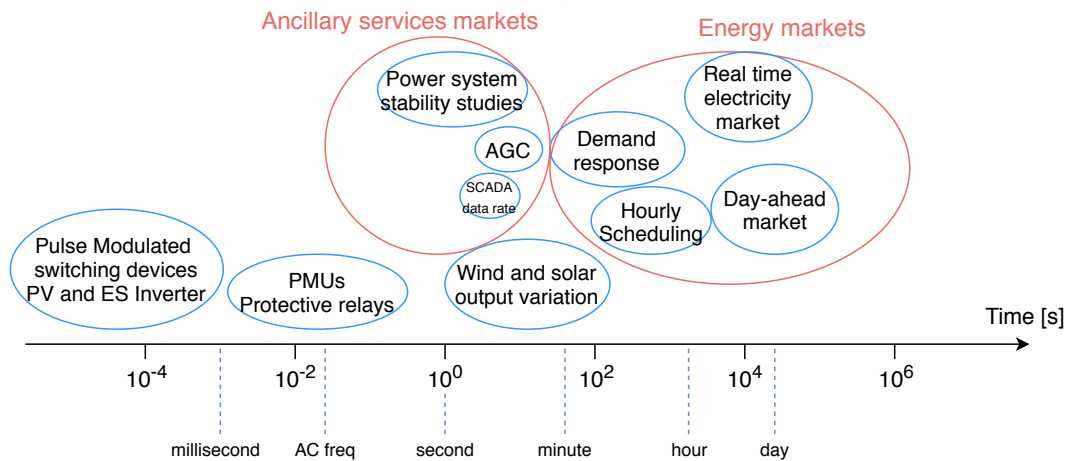 Ancillary services markets
Energy markets
Power system
stability studies
Real time
electricity
market
AGC
Demand
response
SCADA
data rate
Hourly
Scheduling
Day-ahead
market
Pulse Modulated
switching devices
PV and ES Inverter
PMUs
Protective relays
Wind and solar
output variation
Time [s]
10⁻⁴
10⁻²
10⁰
10²
10⁴
10⁶
millisecond
AC freq
second
minute
hour
day